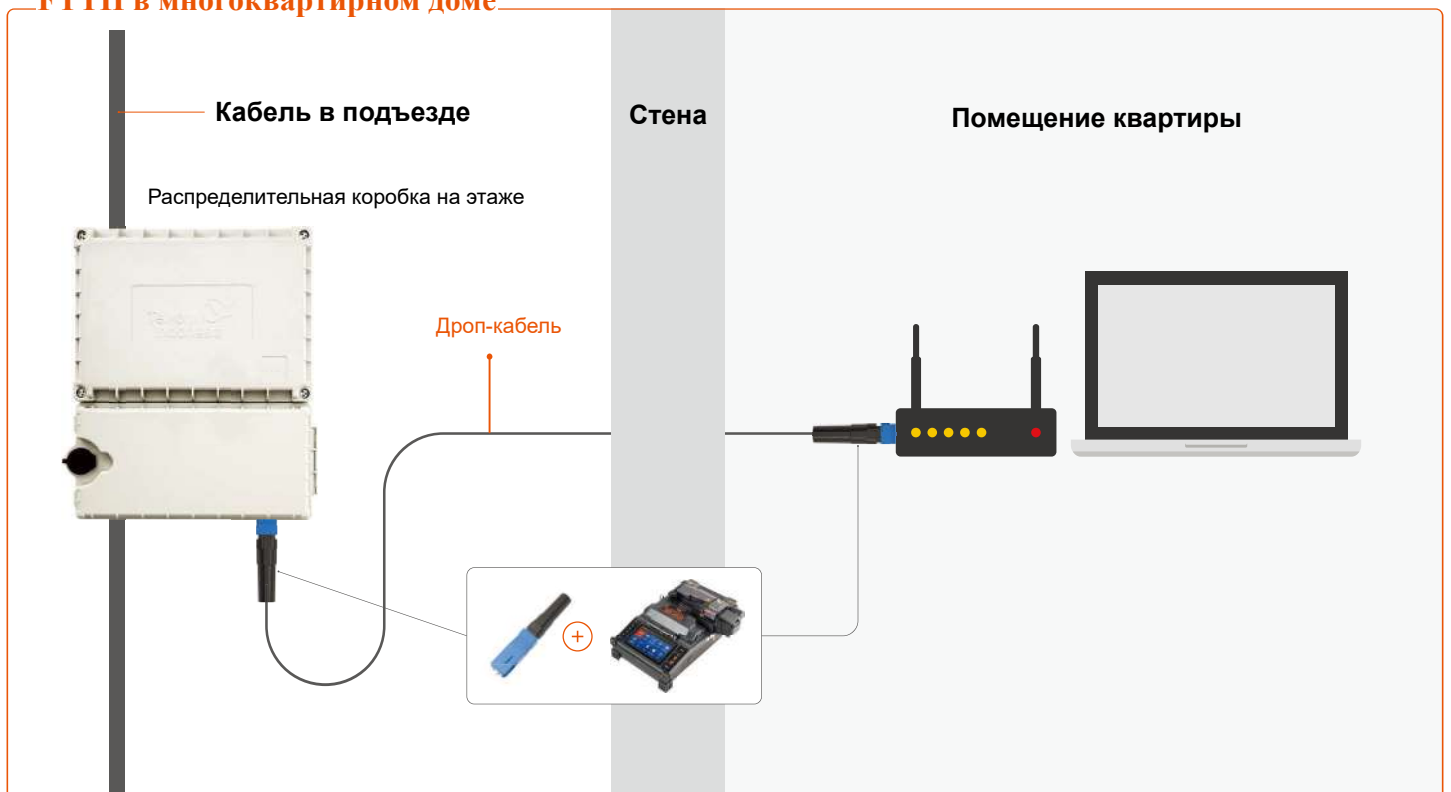 FTTH в многоквартирном доме
Кабель в подъезде
Стена
Помещение квартиры
Распределительная коробка на этаже
Дроп-кабель
+